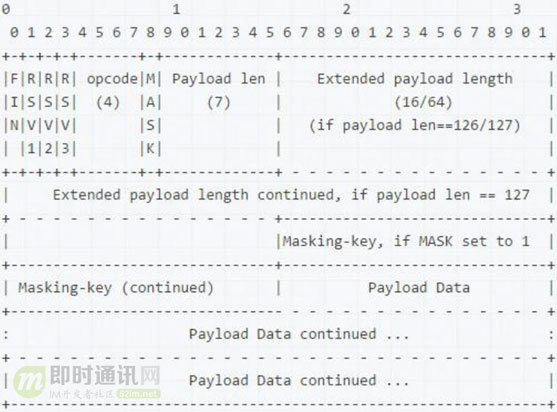 0                   1                   2                   3
0 1 2 3 4 5 6 7 8 9 0 1 2 3 4 5 6 7 8 9 0 1 2 3 4 5 6 7 8 9 0 1
+-+-+-+-+-------+-+-------------+-------------------------------+
|F|R|R|R| opcode|M| Payload len |    Extended payload length    |
|I|S|S|S|  (4)  |A|     (7)     |             (16/64)           |
|N|V|V|V|       |S|             |   (if payload len==126/127)   |
| |1|2|3|       |K|             |                               |
+-+-+-+-+-------+-+-------------+ - - - - - - - - - - - - - - - +
|     Extended payload length continued, if payload len == 127  |
+ - - - - - - - - - - - - - - - +-------------------------------+
|                               |Masking-key, if MASK set to 1  |
+-------------------------------+-------------------------------+
| Masking-key (continued)       |          Payload Data         |
+-------------------------------- - - - - - - - - - - - - - - - +
:                     Payload Data continued ...                :
+ - - - - - - - - - - - - - - - - - - - - - - - - - - - - - - - +
|                     Payload Data continued ...                |
+---------------------------------------------------------------+
m 即时通讯网
IM开发者社区 52im.net